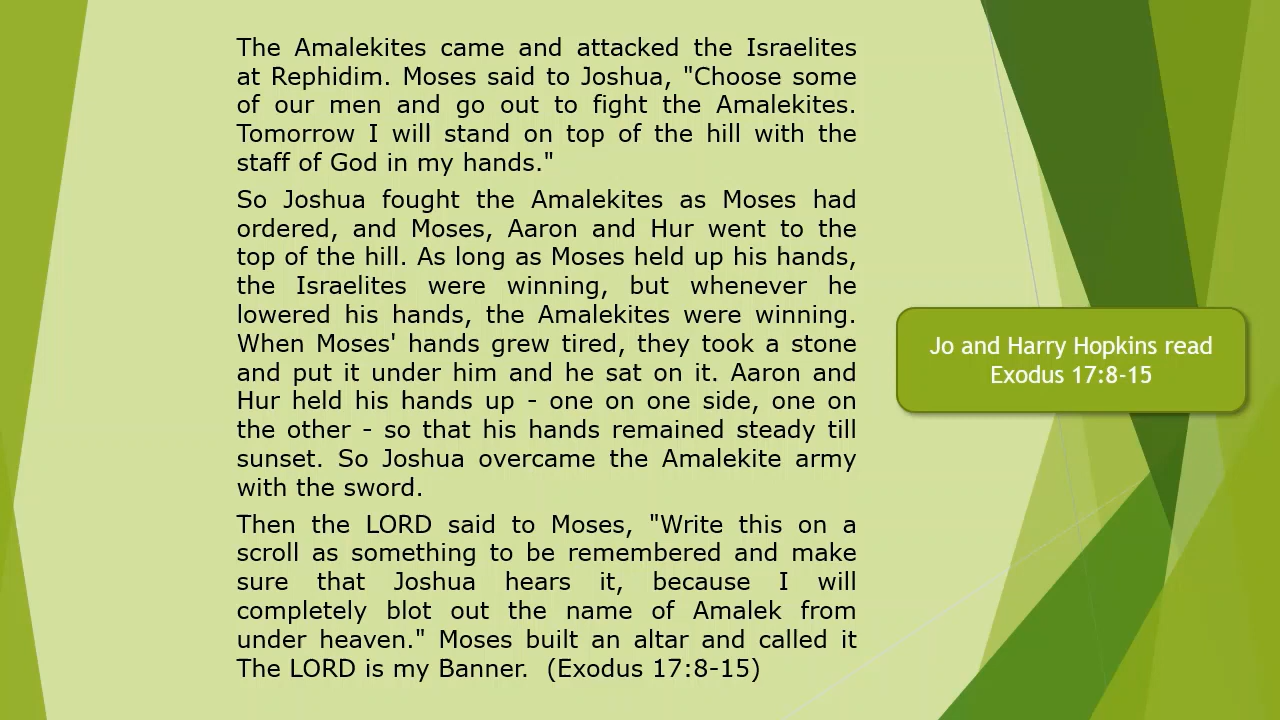 The Amalekites came and attacked the Israelites
at Rephidim. Moses said to Joshua, "Choose some
of our men and go out to fight the Amalekites.
Tomorrow I will stand on top of the hill with the
staff of God in my hands."
So Joshua fought the Amalekites as Moses had
ordered, and Moses, Aaron and Hur went to the
top of the hill. As long as Moses held up his hands,
the Israelites were winning, but whenever he
lowered his hands, the Amalekites were winning.
When Moses' hands grew tired, they took a stone
and put it under him and he sat on it. Aaron and
Hur held his hands up - one on one side, one on
the other - so that his hands remained steady till
sunset. So Joshua overcame the Amalekite army
with the sword.
Then the LORD said to Moses, "Write this on a
scroll as something to be remembered and make
sure that Joshua hears it, because I will
completely blot out the name of Amalek from
under heaven." Moses built an altar and called it
The LORD is my Banner.  (Exodus 17:8-15)
Jo and Harry Hopkins read
Exodus 17:8-15